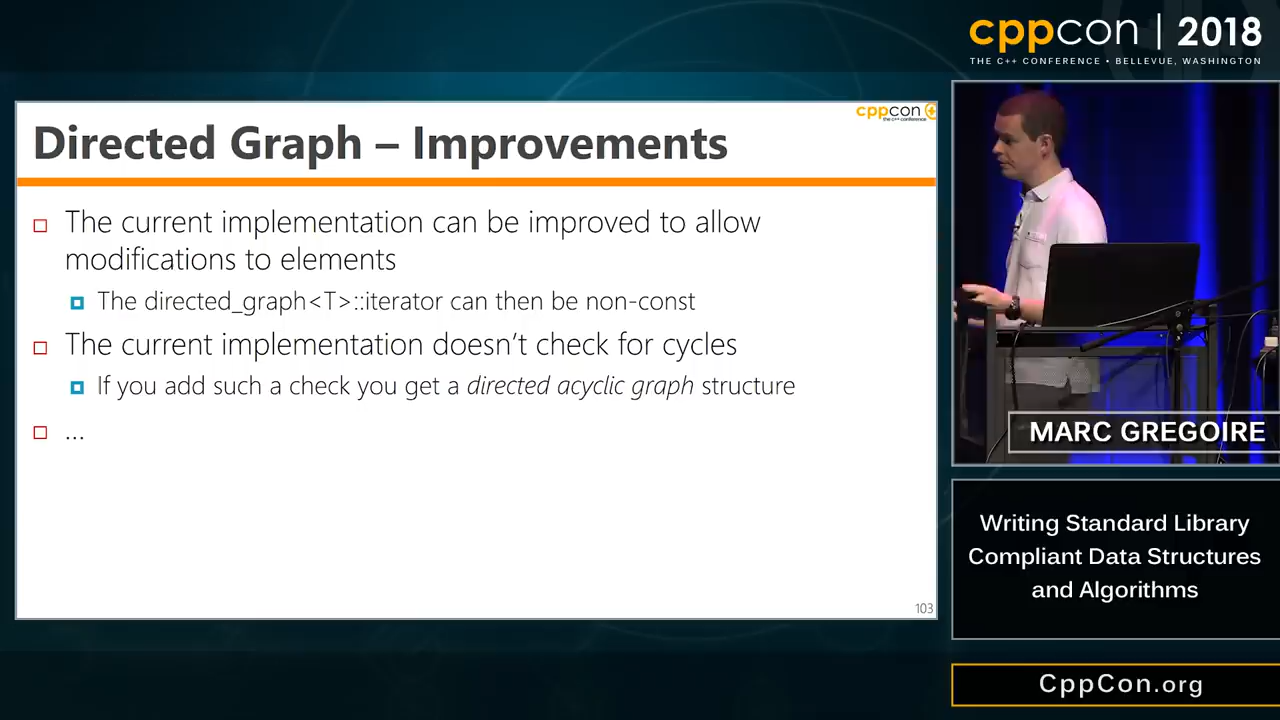 cppcon | 2018
THE C++ CONFERENCE • BELLEVUE, WASHINGTON
cppcon
the c++ conference
Directed Graph – Improvements
The current implementation can be improved to allow
modifications to elements
The directed_graph<T>::iterator can then be non-const
The current implementation doesn't check for cycles
If you add such a check you get a directed acyclic graph structure
...
103
MARC GREGOIRE
Writing Standard Library
Compliant Data Structures
and Algorithms
CppCon.org